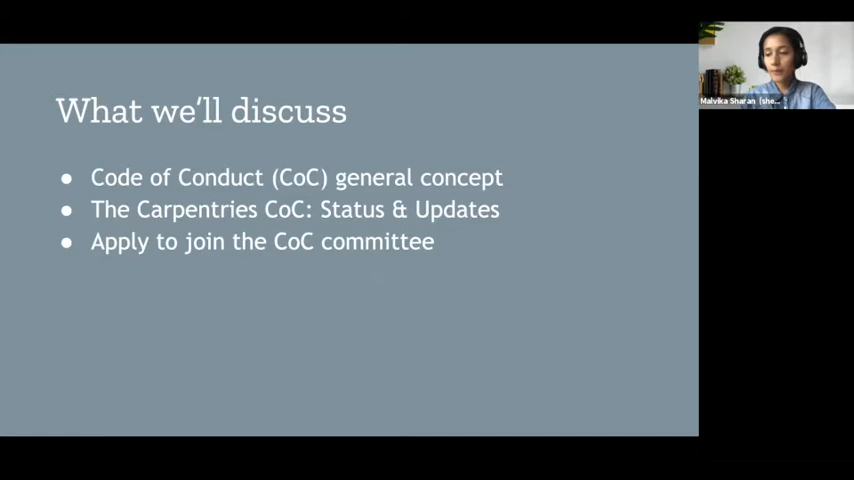 What we'll discuss
● Code of Conduct (CoC) general concept
● The Carpentries CoC: Status & Updates
● Apply to join the CoC committee
Malvika Sharan (she...